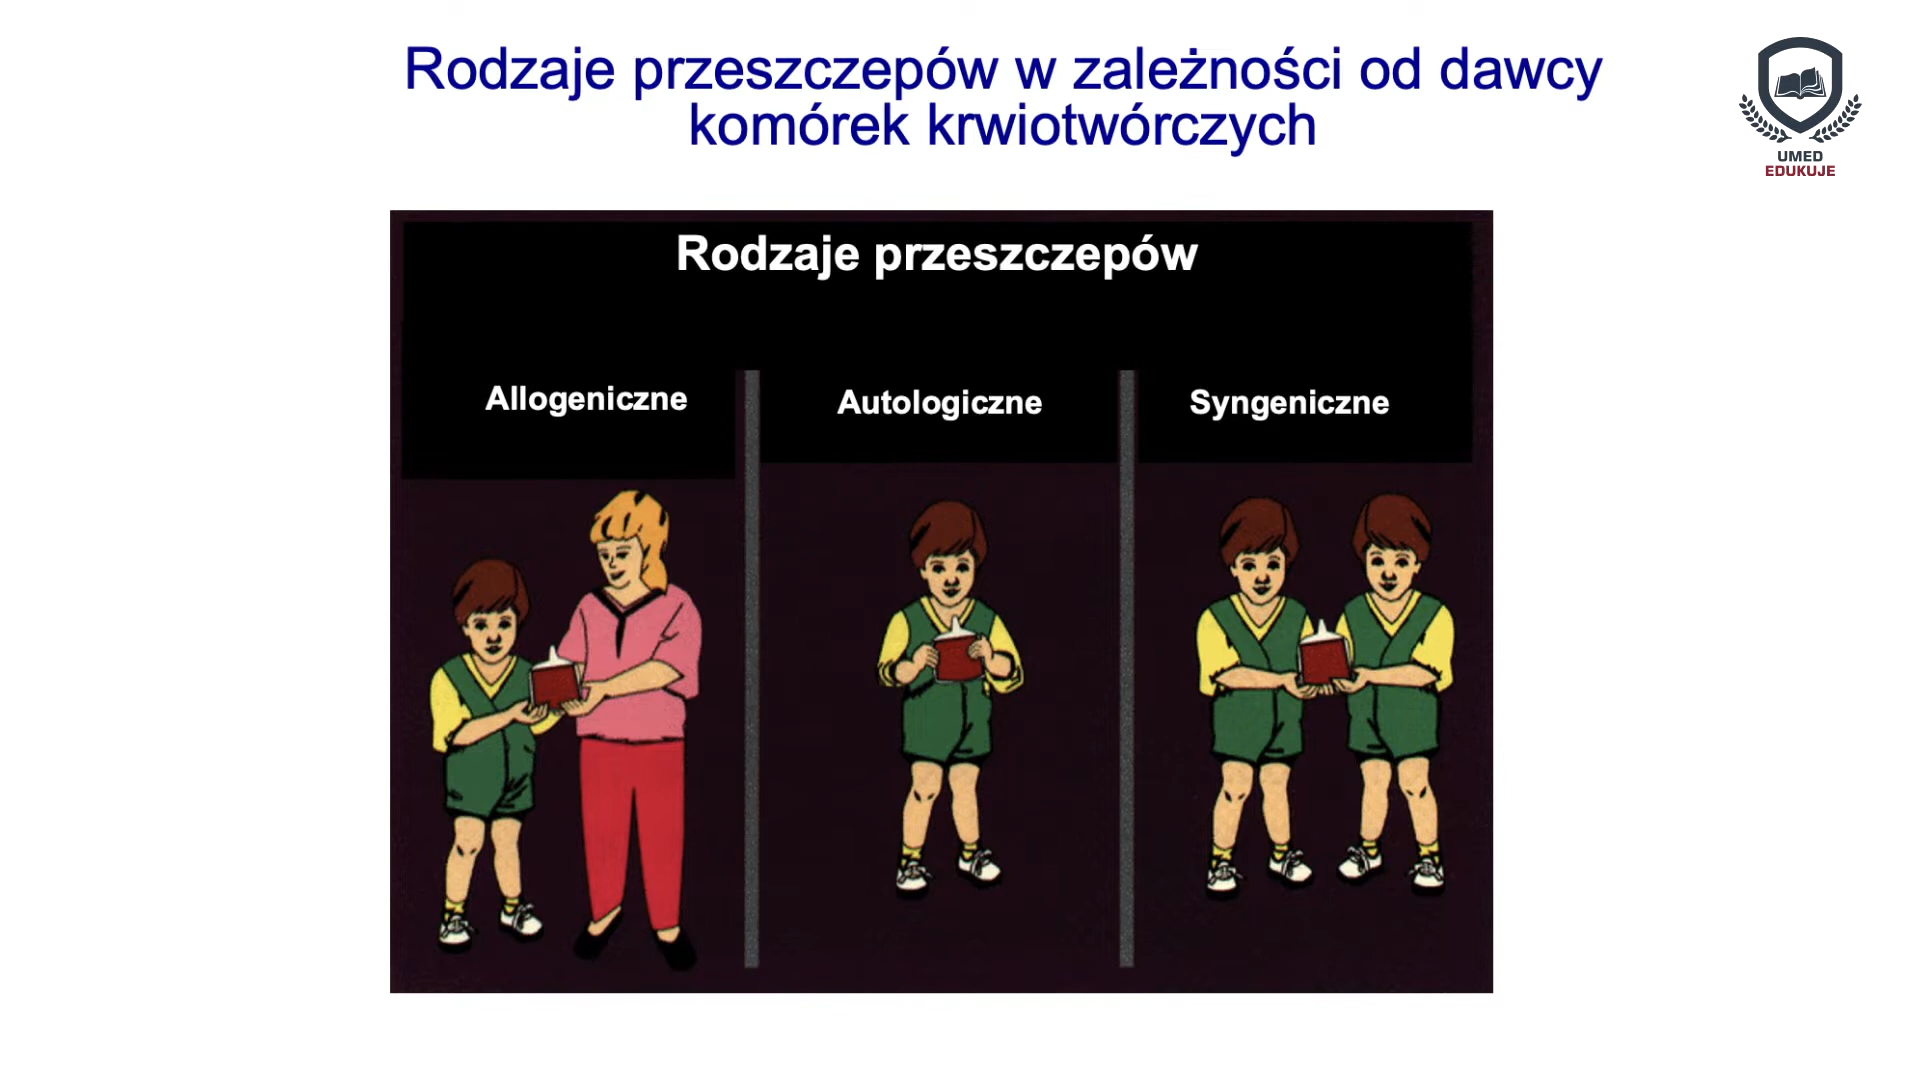 Rodzaje przeszczepów w zależności od dawcy
komórek krwiotwórczych
UMED
EDUKUJE
Rodzaje przeszczepów
Allogeniczne
Autologiczne
Syngeniczne